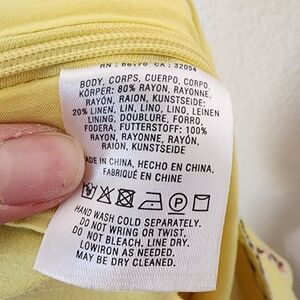 CA : 32054
BODY, CORPS, CUERPO, CORPO,
KÖRPER: 80% RAYON, RAYONNE,
RAYÓN, RAION, KUNSTSEIDE:
20% LINEN, LIN, LINO, LINO, LEINEN
LINING, DOUBLURE, FORRO,
FODERA, FUTTERSTOFF: 100%
RAYON, RAYONNE, RAYÓN,
RAION, KUNSTSEIDE
MADE IN CHINA, HECHO EN CHINA,
FABRIQUÉ EN CHINE
HAND WASH COLD SEPARATELY.
DO NOT WRING OR TWIST.
DO NOT BLEACH. LINE DRY.
LOWIRON AS NEEDED.
MAY BE DRY CLEANED.